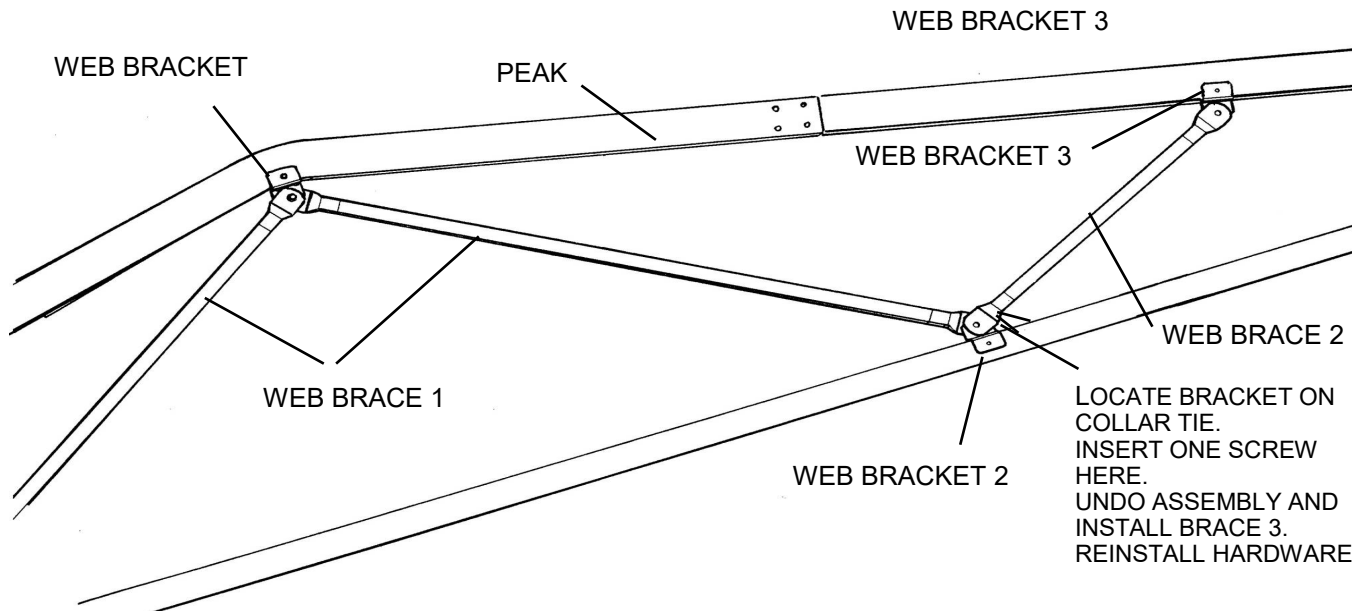 WEB BRACKET 3
WEB BRACKET
PEAK
WEB BRACKET 3
WEB BRACE 2
WEB BRACE 1
LOCATE BRACKET ON
COLLAR TIE.
INSERT ONE SCREW
HERE.
UNDO ASSEMBLY AND
INSTALL BRACE 3.
REINSTALL HARDWARE
WEB BRACKET 2